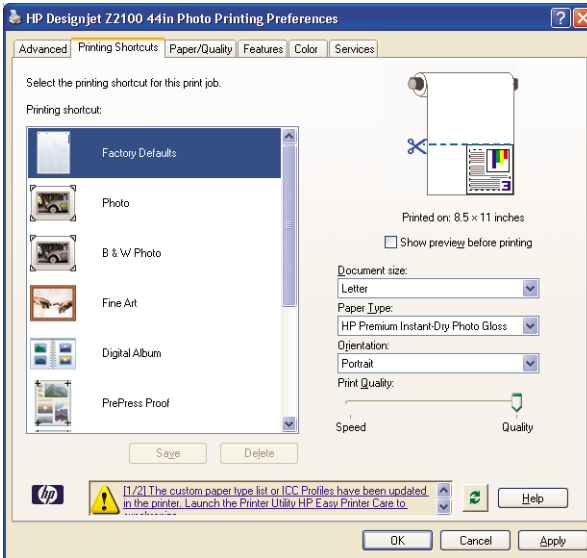 HP Designjet Z2100 44in Photo Printing Preferences
Advanced Printing Shortcuts Paper/Quality Features Color Services
Select the printing shortcut for this print job.
Printing shortcut:
Factory Defaults
Photo
B & W Photo
Fine Art
Digital Album
PrePress Proof
Save Delete
3
Printed on: 8.5 × 11 inches
Show preview before printing
Document size:
Letter
Paper Type:
HP Premium Instant-Dry Photo Gloss
Orientation:
Portrait
Print Quality:
Speed Quality
hp
[1/2] The custom paper type list or ICC Profiles have been updated
in the printer. Launch the Printer Utility HP Easy Printer Care to
Help
OK Cancel Apply